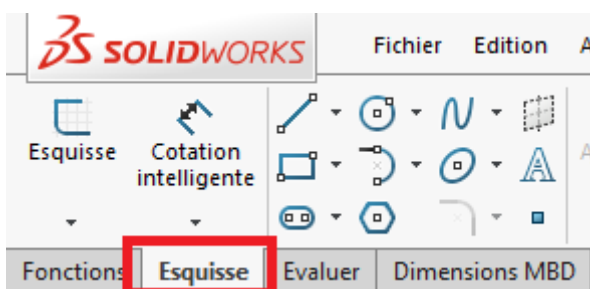 SOLIDWORKS Fichier Edition
Esquisse Cotation intelligente
Fonctions Esquisse Evaluer Dimensions MBD